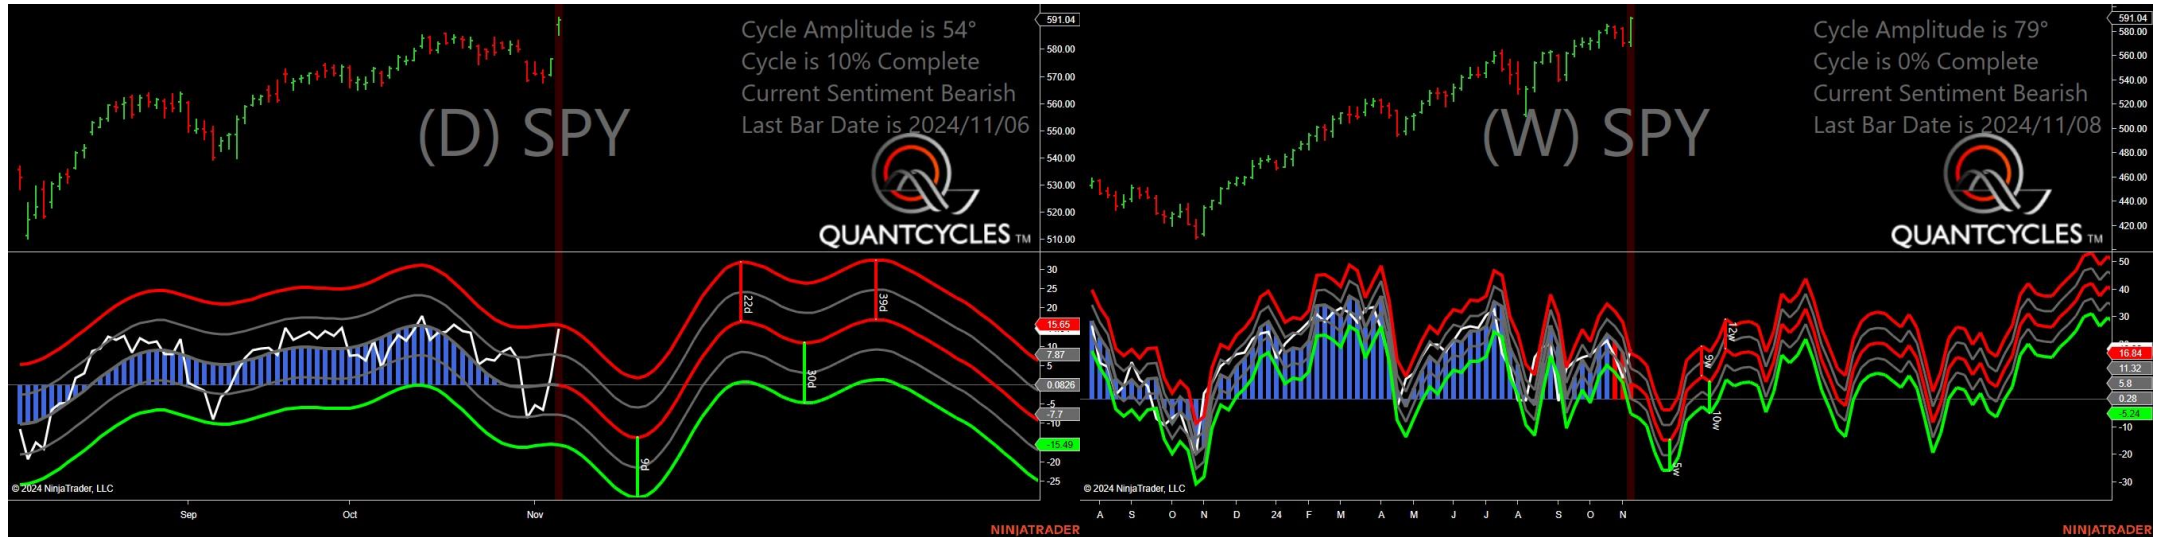 Cycle Amplitude is 54°
Cycle is 10% Complete
Current Sentiment Bearish
Last Bar Date is 2024/11/06
(D) SPY
QUANTCYCLES TM
591.04
580.00
570.00
560.00
550.00
540.00
530.00
520.00
510.00
30
25
20
15.65
10
7.87
5
0.0826
-5
-7.7
-10
-15.49
-20
-25
9d
22d
30d
39d
© 2024 NinjaTrader, LLC
Sep
Oct
Nov
NINJATRADER
Cycle Amplitude is 79°
Cycle is 0% Complete
Current Sentiment Bearish
Last Bar Date is 2024/11/08
(W) SPY
QUANTCYCLES TM
591.04
580.00
560.00
540.00
520.00
500.00
480.00
460.00
440.00
420.00
50
40
30
16.84
11.32
5.8
0.28
-5.24
-10
-20
-30
5w
9w
10w
12w
© 2024 NinjaTrader, LLC
A S O N D 24 F M A M J J A S O N
NINJATRADER